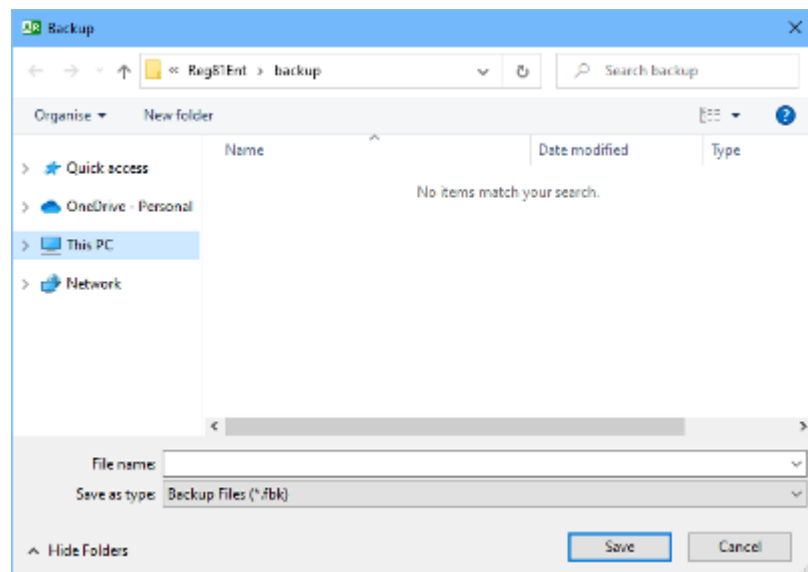 Backup
« Reg81Ent > backup
Search backup
Organise
New folder
Name
Date modified
Type
No items match your search.
Quick access
OneDrive - Personal
This PC
Network
File name:
Save as type: Backup Files (*.fbk)
Hide Folders
Save
Cancel